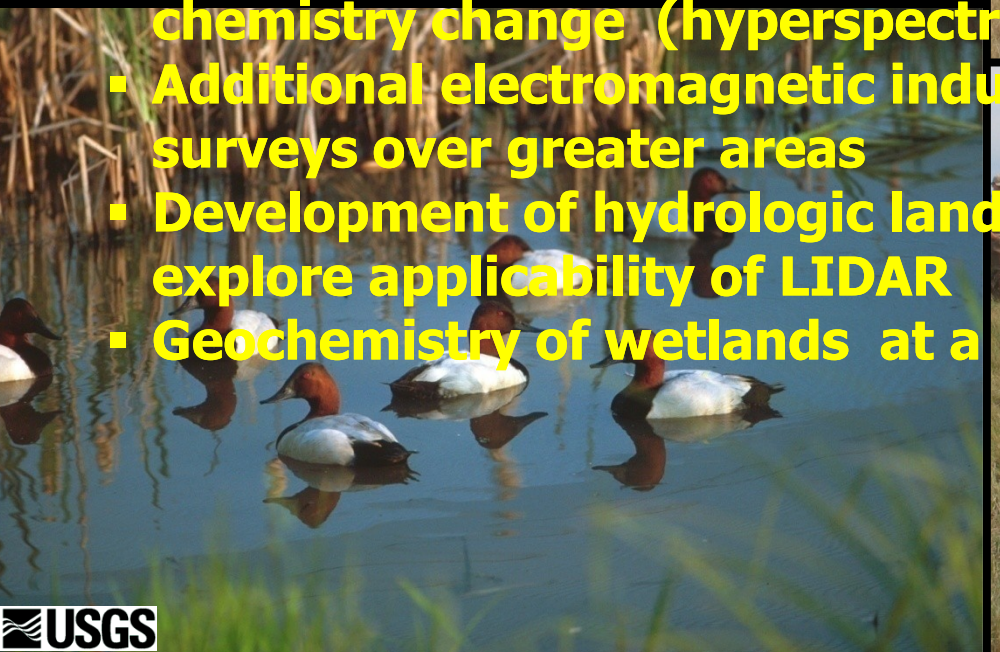 chemistry change (hyperspectr
▪ Additional electromagnetic indu
surveys over greater areas
▪ Development of hydrologic land
explore applicability of LIDAR
▪ Geochemistry of wetlands at a
USGS